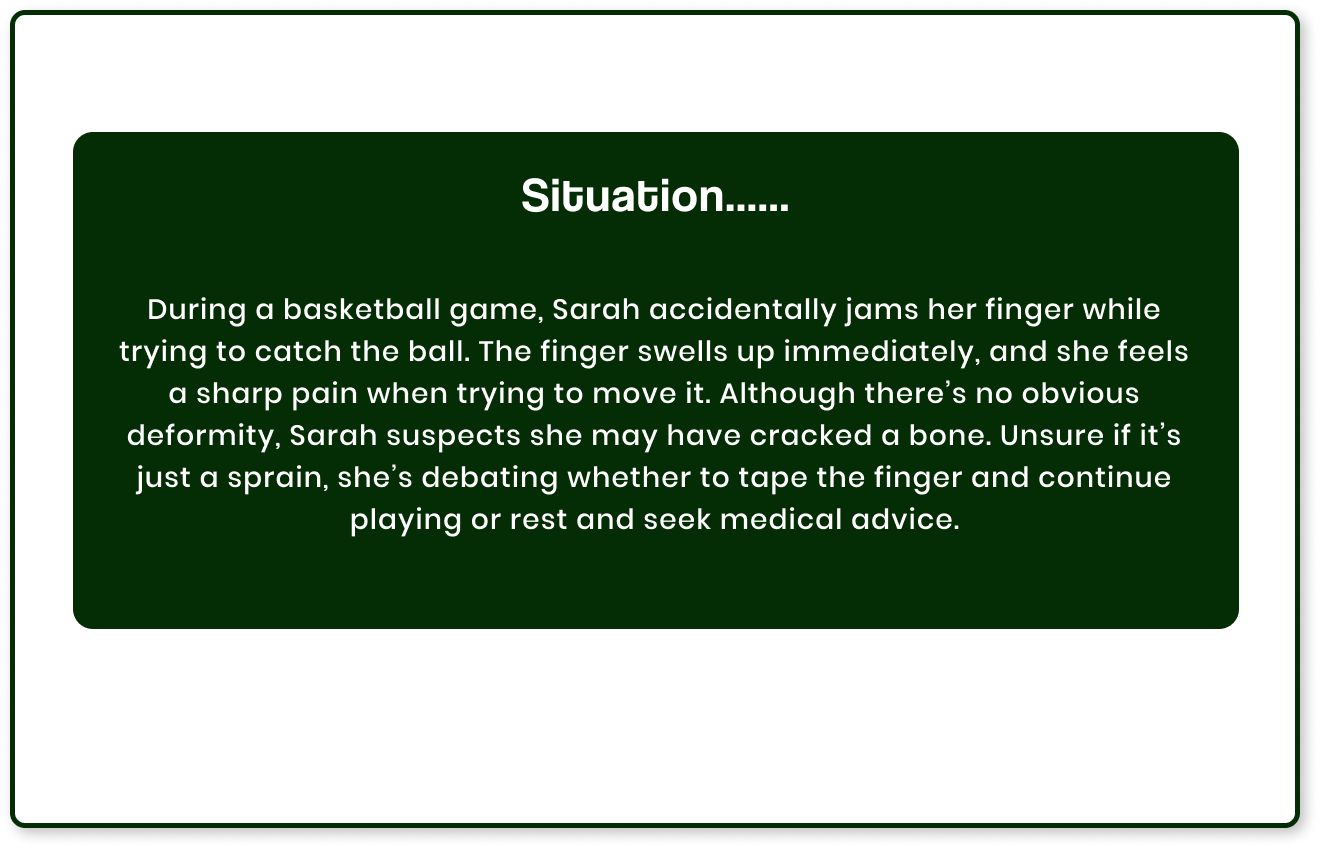 Situation......
During a basketball game, Sarah accidentally jams her finger while
trying to catch the ball. The finger swells up immediately, and she feels
a sharp pain when trying to move it. Although there’s no obvious
deformity, Sarah suspects she may have cracked a bone. Unsure if it’s
just a sprain, she’s debating whether to tape the finger and continue
playing or rest and seek medical advice.